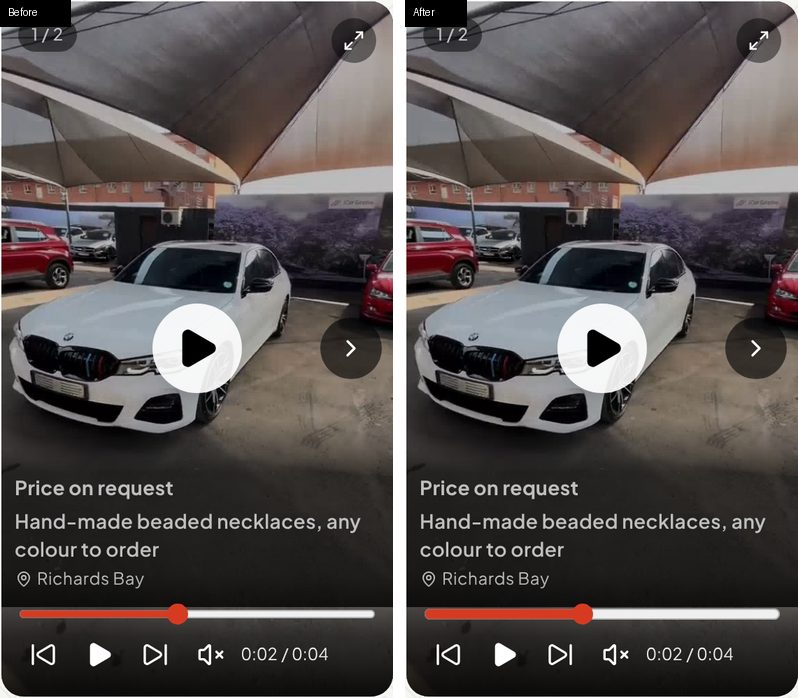 Before
1 / 2
Price on request
Hand-made beaded necklaces, any
colour to order
Richards Bay
0:02 / 0:04
After
1 / 2
Price on request
Hand-made beaded necklaces, any
colour to order
Richards Bay
0:02 / 0:04